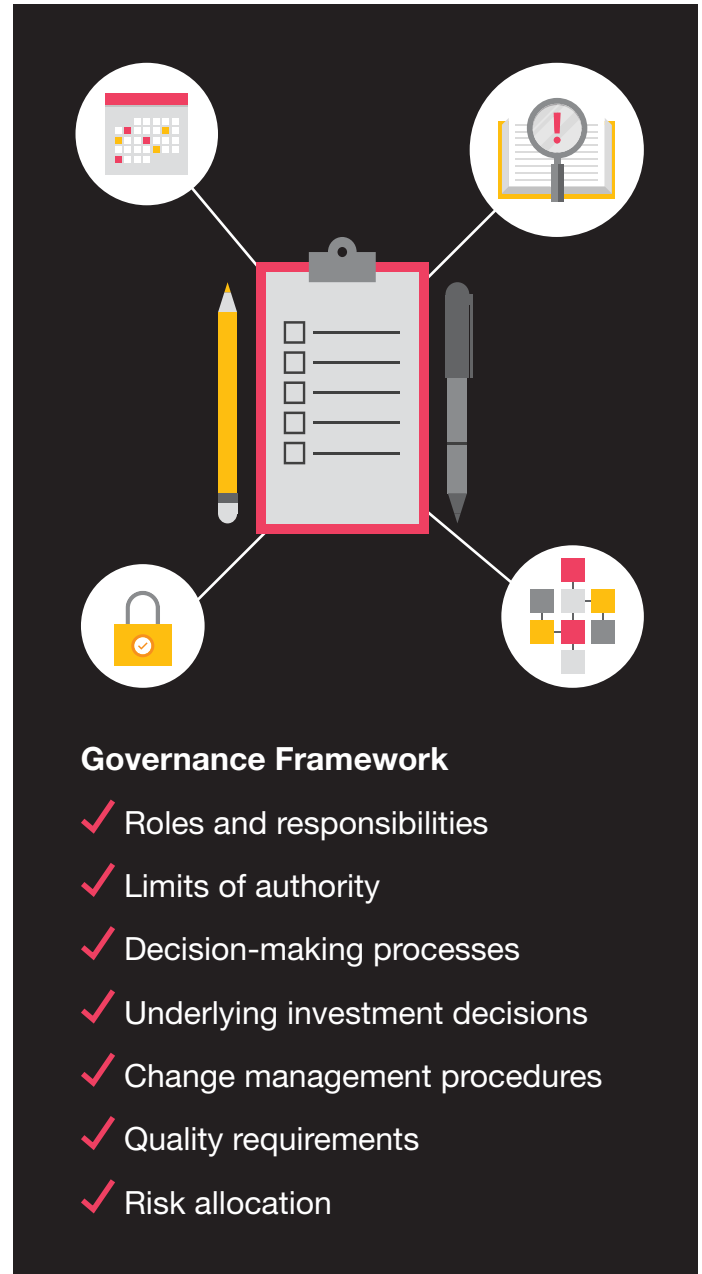 Governance Framework
Roles and responsibilities
Limits of authority
Decision-making processes
Underlying investment decisions
Change management procedures
Quality requirements
Risk allocation